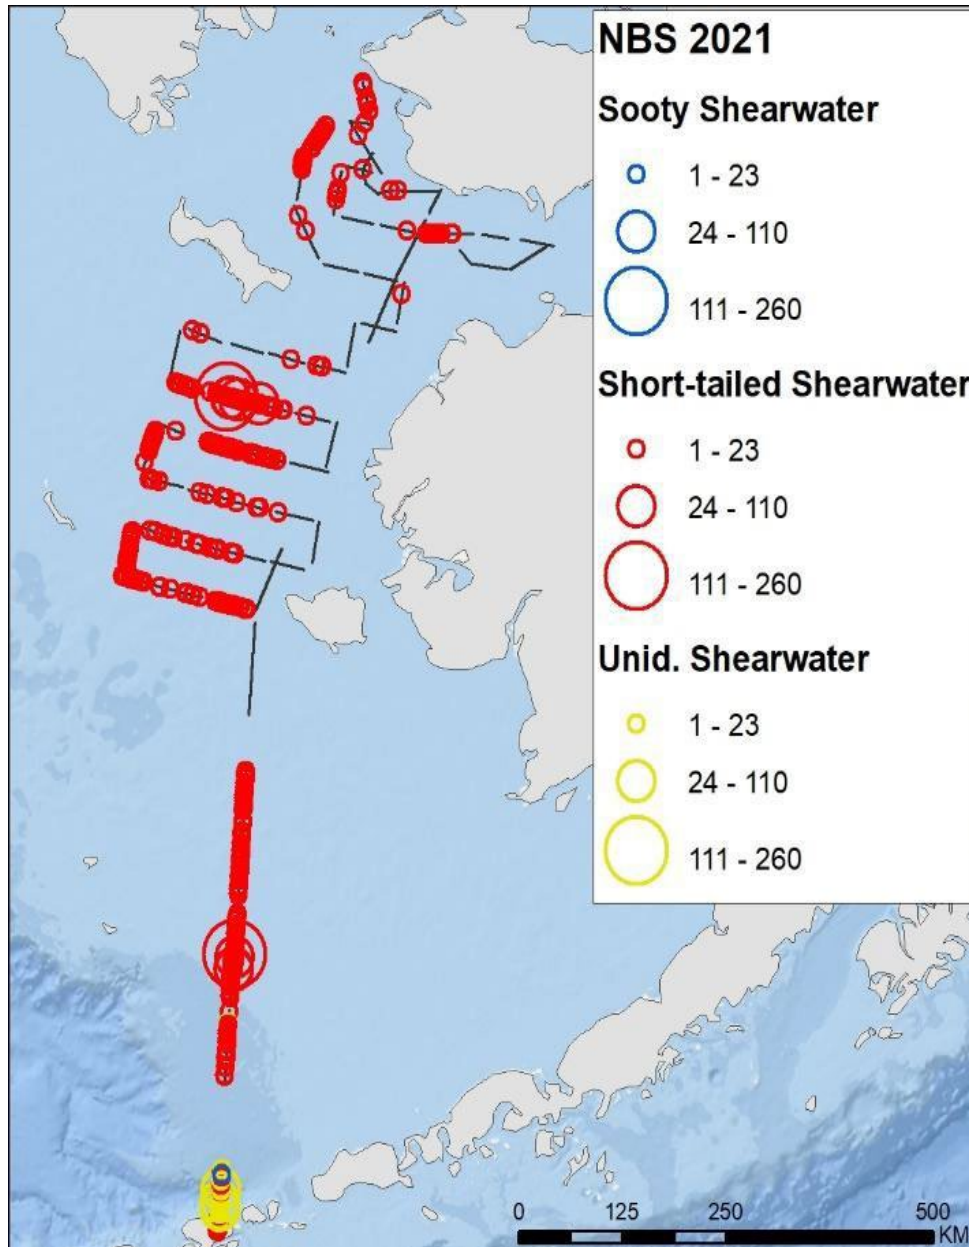 NBS 2021
Sooty Shearwater
1 - 23
24 - 110
111 - 260
Short-tailed Shearwater
1 - 23
24 - 110
111 - 260
Unid. Shearwater
1 - 23
24 - 110
111 - 260
0 125 250 500
KM